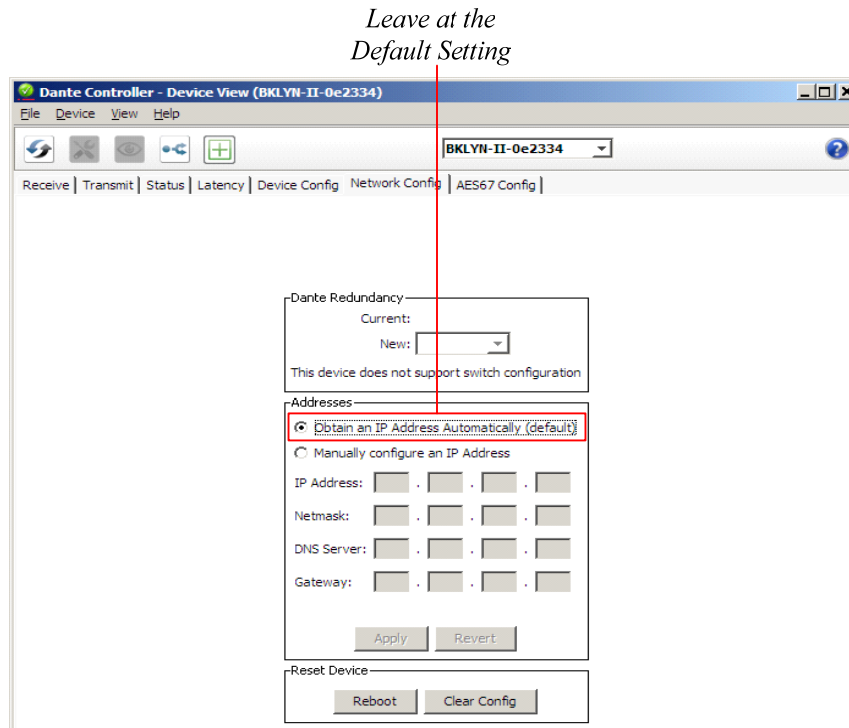 Leave at the
Default Setting
Dante Controller - Device View (BKLYN-II-0e2334)
File Device View Help
BKLYN-II-0e2334
Receive Transmit Status Latency Device Config Network Config AES67 Config
Dante Redundancy
Current:
New:
This device does not support switch configuration
Addresses
Obtain an IP Address Automatically (default)
Manually configure an IP Address
IP Address: . . .
Netmask: . . .
DNS Server: . . .
Gateway: . . .
Apply Revert
Reset Device
Reboot Clear Config